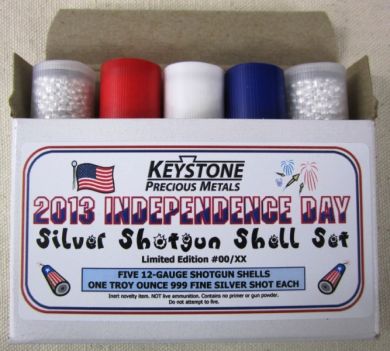 KEYSTONE
PRECIOUS METALS
2013 INDEPENDENCE DAY
Silver Shotgun Shell Set
Limited Edition #00/XX
FIVE 12-GAUGE SHOTGUN SHELLS
ONE TROY OUNCE 999 FINE SILVER SHOT EACH
Inert novelty item. NOT live ammunition. Contains no primer or gun powder.
Do not attempt to fire.